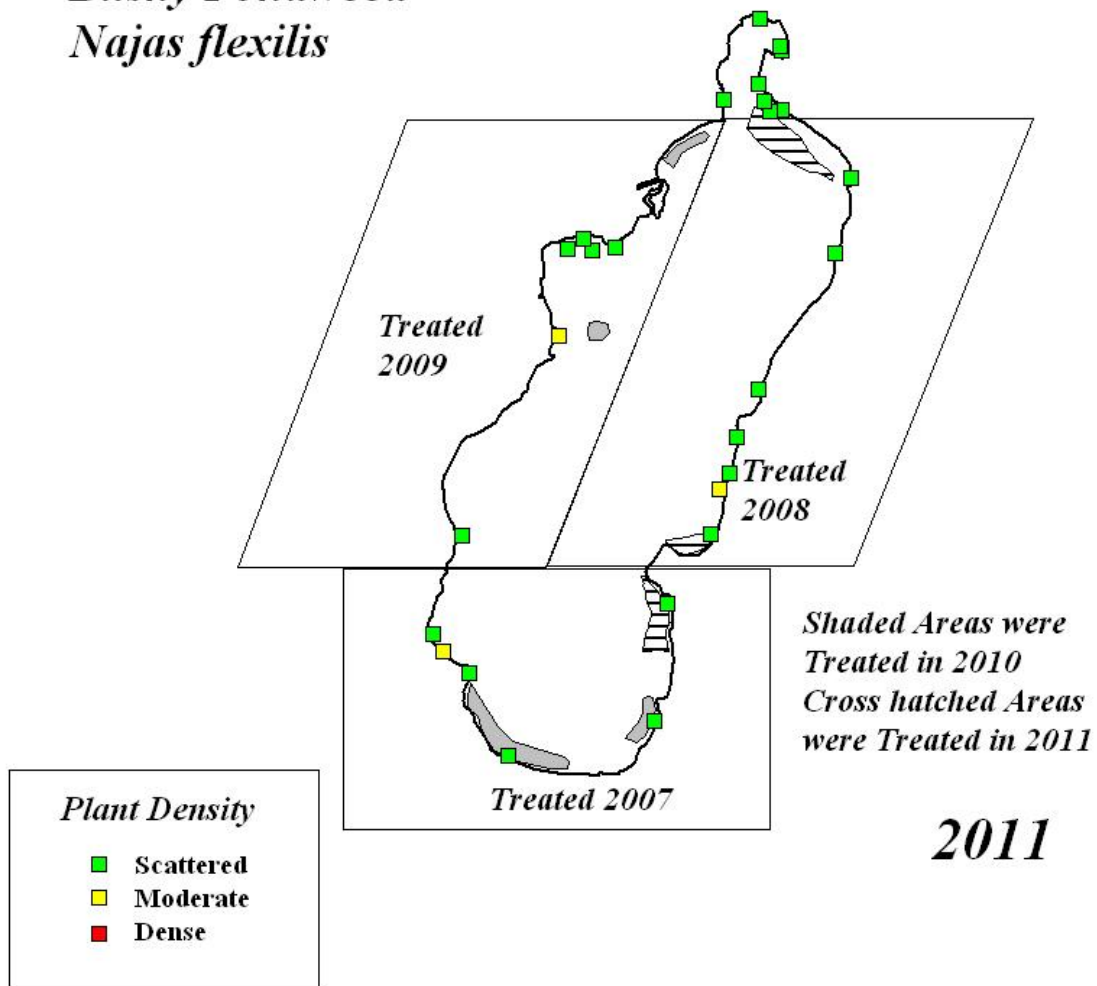 Najas flexilis
Treated
2009
Treated
2008
Shaded Areas were
Treated in 2010
Cross hatched Areas
were Treated in 2011
Treated 2007
2011
Plant Density
Scattered
Moderate
Dense